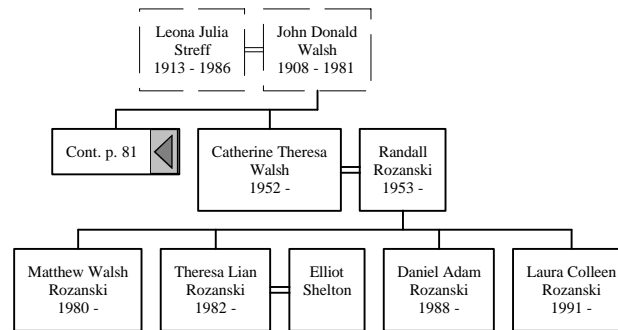 Leona Julia
Streff
1913 - 1986
John Donald
Walsh
1908 - 1981
Cont. p. 81
Catherine Theresa
Walsh
1952 -
Randall
Rozanski
1953 -
Matthew Walsh
Rozanski
1980 -
Theresa Lian
Rozanski
1982 -
Elliot
Shelton
Daniel Adam
Rozanski
1988 -
Laura Colleen
Rozanski
1991 -